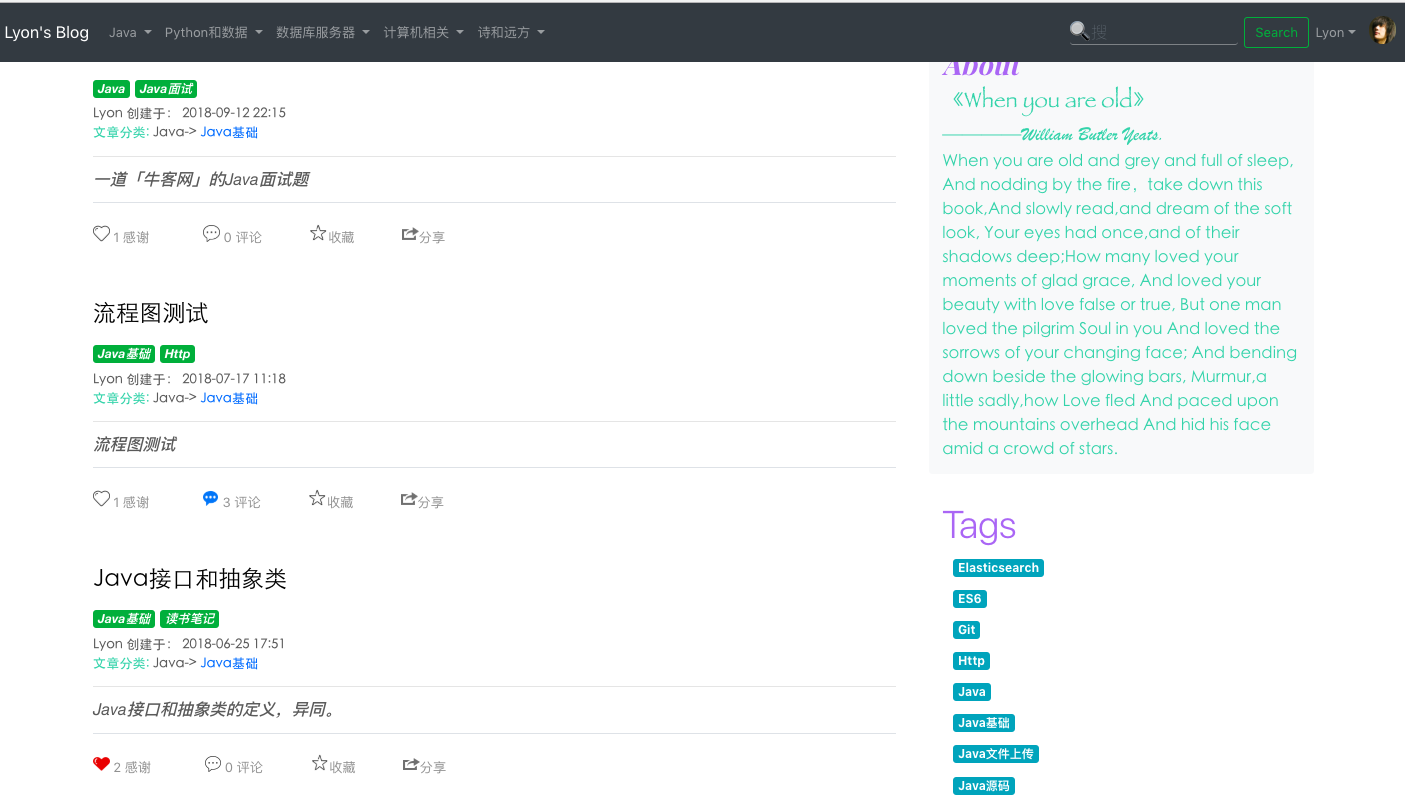 Lyon's Blog Java Python和数据 数据库服务器 计算机相关 诗和远方 搜 Search Lyon
Java Java面试
Lyon 创建于： 2018-09-12 22:15
文章分类: Java-> Java基础
一道「牛客网」的Java面试题
1 感谢 0 评论 收藏 分享
流程图测试
Java基础 Http
Lyon 创建于： 2018-07-17 11:18
文章分类: Java-> Java基础
流程图测试
1 感谢 3 评论 收藏 分享
Java接口和抽象类
Java基础 读书笔记
Lyon 创建于： 2018-06-25 17:51
文章分类: Java-> Java基础
Java接口和抽象类的定义，异同。
2 感谢 0 评论 收藏 分享
About
《When you are old》
—————William Butler Yeats.
When you are old and grey and full of sleep,
And nodding by the fire，take down this
book,And slowly read,and dream of the soft
look, Your eyes had once,and of their
shadows deep;How many loved your
moments of glad grace, And loved your
beauty with love false or true, But one man
loved the pilgrim Soul in you And loved the
sorrows of your changing face; And bending
down beside the glowing bars, Murmur,a
little sadly,how Love fled And paced upon
the mountains overhead And hid his face
amid a crowd of stars.
Tags
Elasticsearch
ES6
Git
Http
Java
Java基础
Java文件上传
Java源码